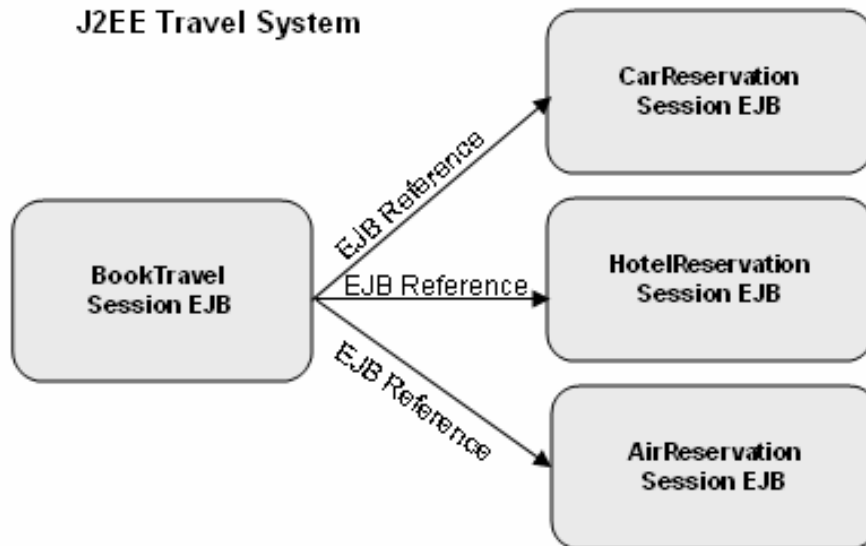 J2EE Travel System
CarReservation
Session EJB
EJB Reference
BookTravel
Session EJB
EJB Reference
HotelReservation
Session EJB
EJB Reference
AirReservation
Session EJB